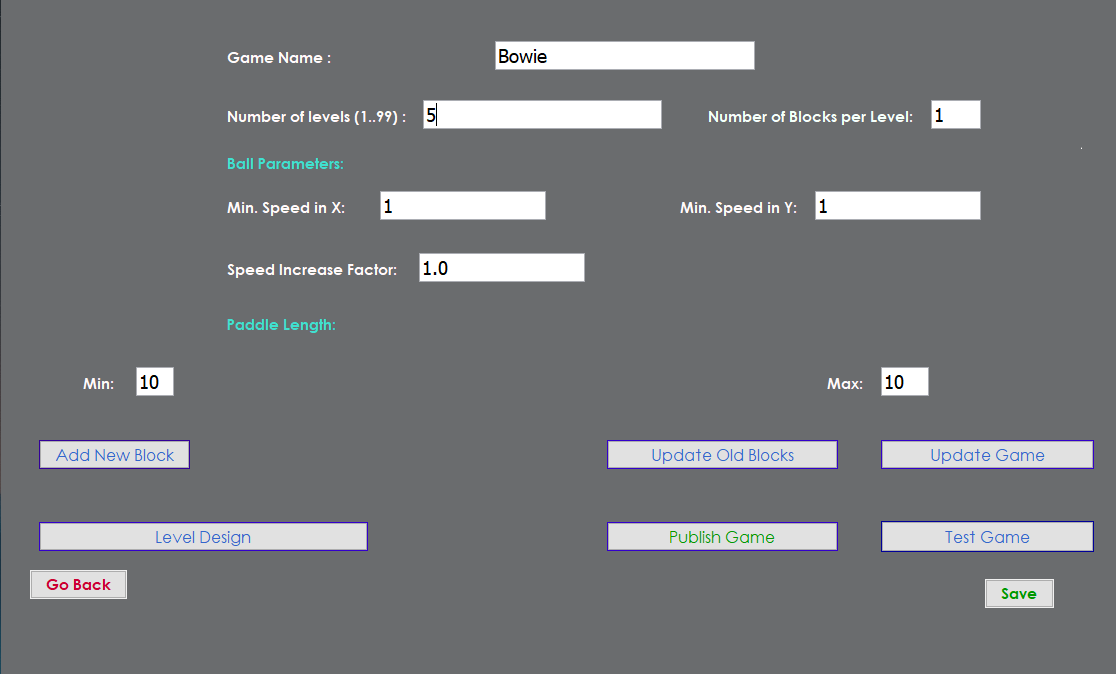 Game Name : Bowie
Number of levels (1..99) : 5 Number of Blocks per Level: 1
Ball Parameters:
Min. Speed in X: 1 Min. Speed in Y: 1
Speed Increase Factor: 1.0
Paddle Length:
Min: 10 Max: 10
Add New Block Update Old Blocks Update Game
Level Design Publish Game Test Game
Go Back Save